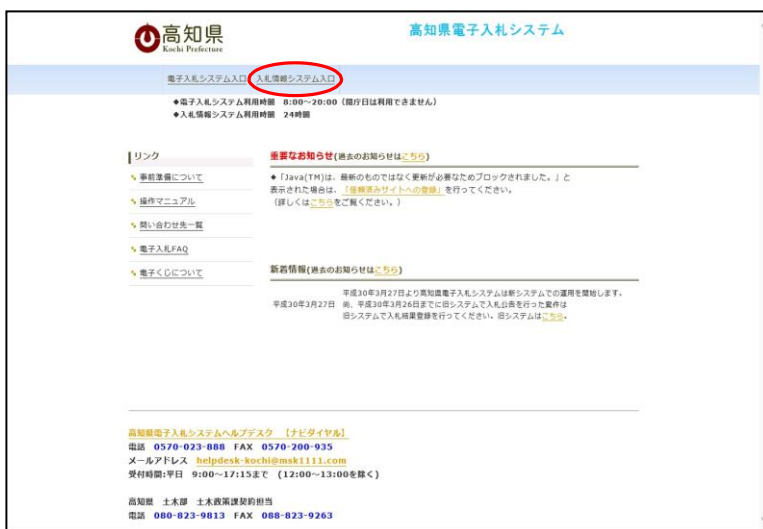 高知県
Kochi Prefecture
高知県電子入札システム
電子入札システム入口 入札情報システム入口
◆電子入札システム利用時間 8:00~20:00(閉庁日は利用できません)
◆入札情報システム利用時間 24時間
リンク
事前準備について
操作マニュアル
問い合わせ先一覧
電子入札FAQ
電子くじについて
重要なお知らせ(過去のお知らせはこちら)
◆「Java(TM)は、最新のものではなく更新が必要なためブロックされました。」と
表示された場合は、「信頼済みサイトへの登録」を行ってください。
(詳しくはこちらをご覧ください。)
新着情報(過去のお知らせはこちら)
平成30年3月27日
平成30年3月27日より高知県電子入札システムは新システムでの運用を開始します。
尚、平成30年3月26日までに旧システムで入札公告を行った案件は
旧システムで入札結果登録を行ってください。旧システムはこちら。
高知県電子入札システムヘルプデスク 【ナビダイヤル】
電話 0570-023-888 FAX 0570-200-935
メールアドレス helpdesk-kochi@msk1111.com
受付時間:平日 9:00~17:15まで (12:00~13:00を除く)
高知県 土木部 土木政策課契約担当
電話 080-823-9813 FAX 088-823-9263